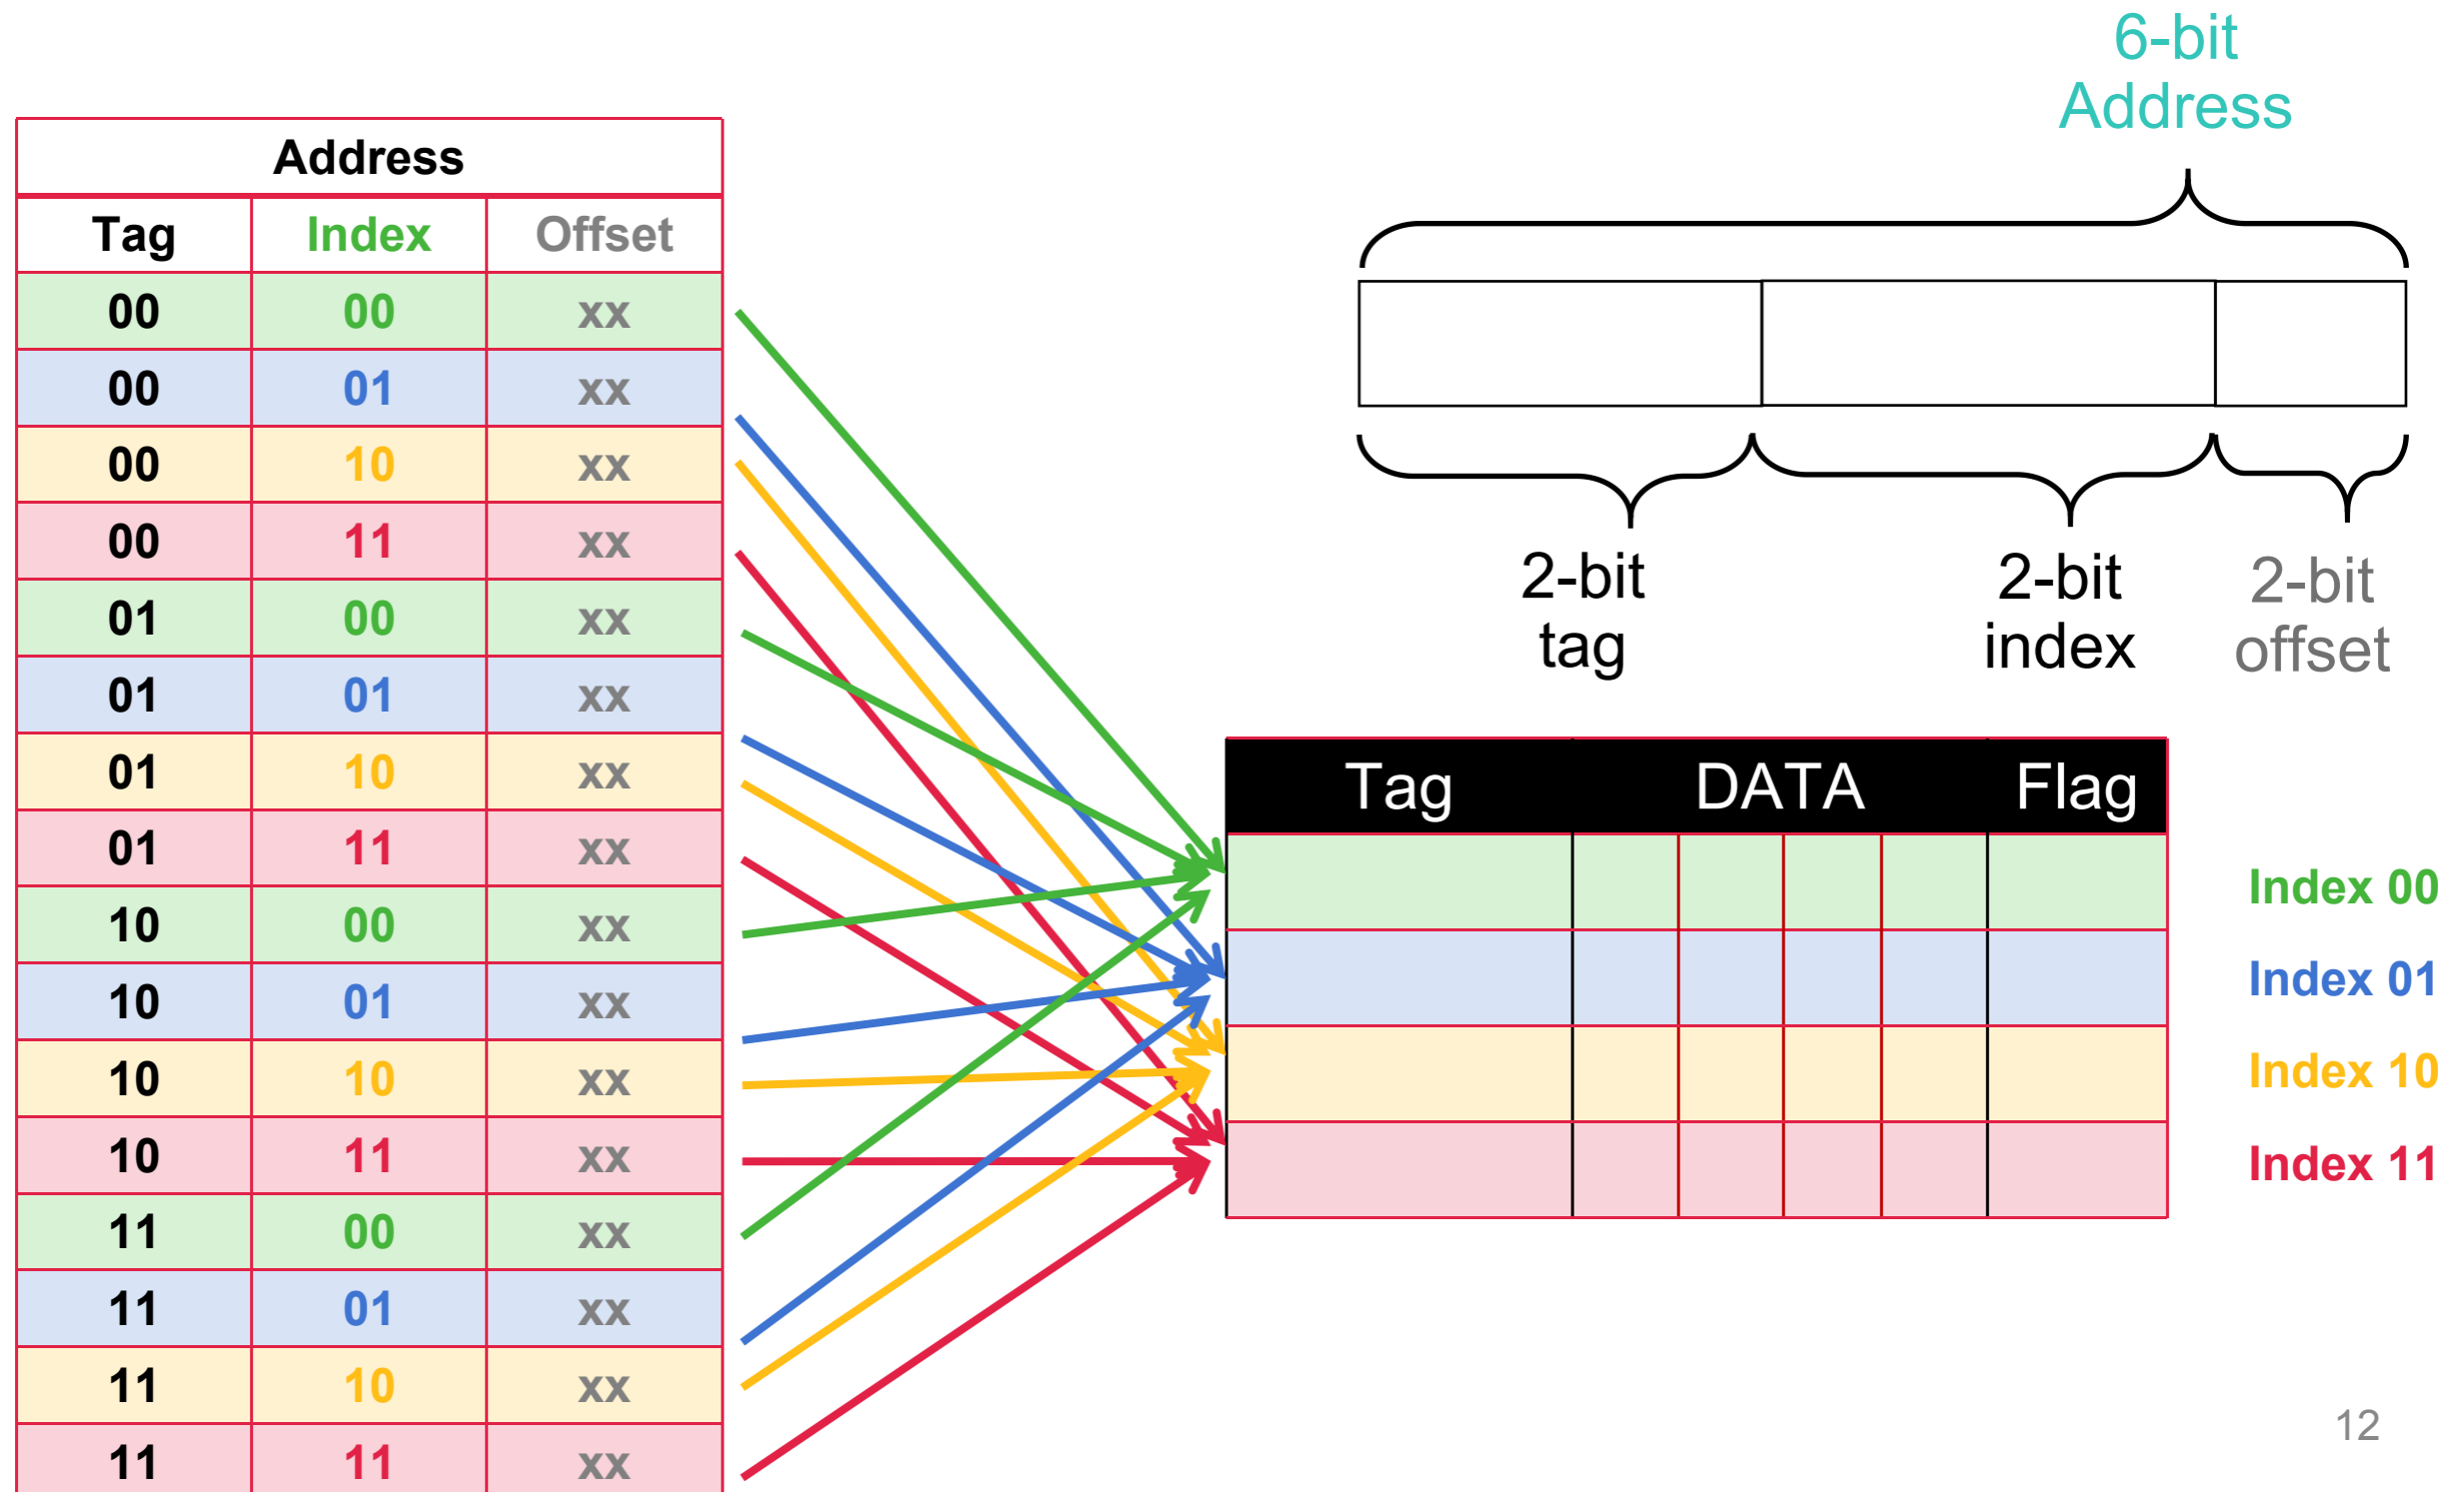 6-bit
Address
Address
Tag Index Offset
00 00 xx
00 01 xx
00 10 xx
00 11 xx
01 00 xx
01 01 xx
01 10 xx
01 11 xx
10 00 xx
10 01 xx
10 10 xx
10 11 xx
11 00 xx
11 01 xx
11 10 xx
11 11 xx
2-bit
tag
2-bit
index
2-bit
offset
Tag DATA Flag
Index 00
Index 01
Index 10
Index 11
12